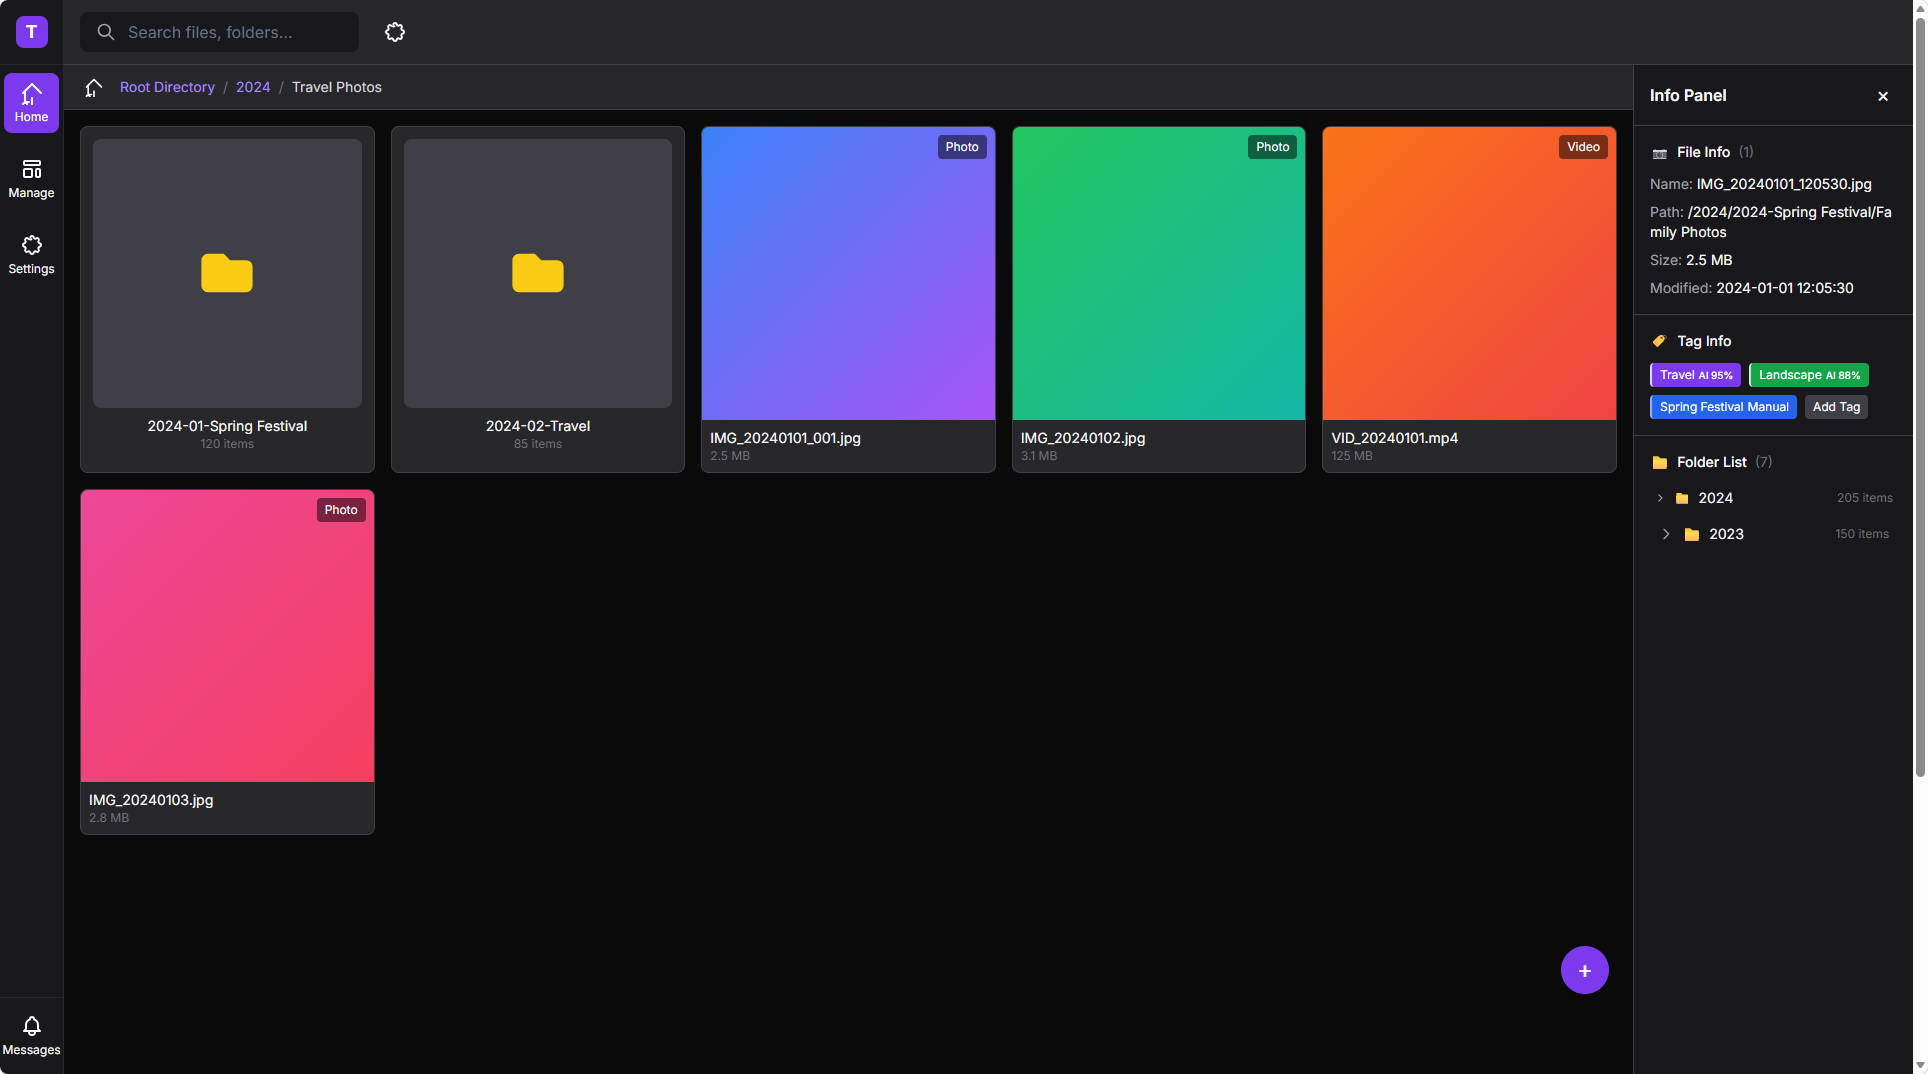 T
Search files, folders...
Home
Manage
Settings
Messages
Root Directory / 2024 / Travel Photos
2024-01-Spring Festival
120 items
2024-02-Travel
85 items
Photo
IMG_20240101_001.jpg
2.5 MB
Photo
IMG_20240102.jpg
3.1 MB
Video
VID_20240101.mp4
125 MB
Photo
IMG_20240103.jpg
2.8 MB
+
Info Panel
File Info (1)
Name: IMG_20240101_120530.jpg
Path: /2024/2024-Spring Festival/Fa
mily Photos
Size: 2.5 MB
Modified: 2024-01-01 12:05:30
Tag Info
Travel AI 95% Landscape AI 88%
Spring Festival Manual Add Tag
Folder List (7)
2024 205 items
2023 150 items